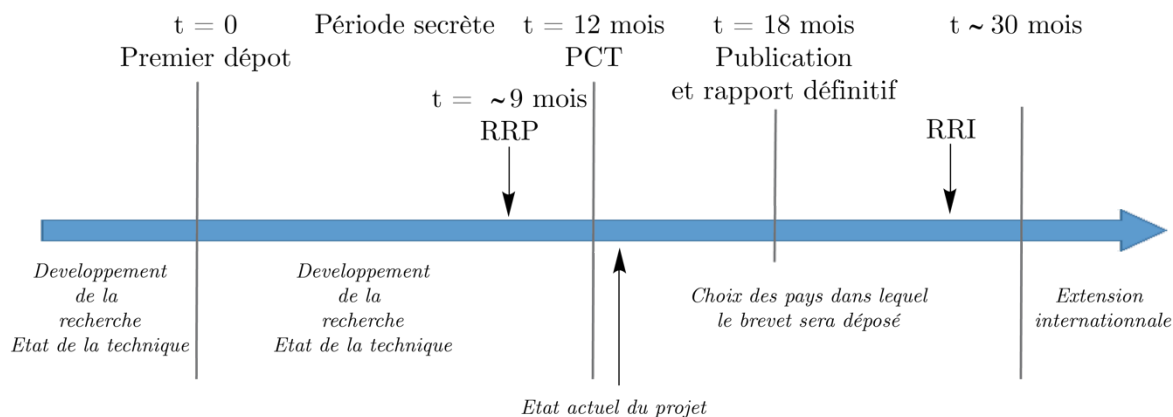 t = 0
Premier dépot
Période secrète
t = 12 mois
PCT
t = 18 mois
Publication
et rapport définitif
t ~ 30 mois
t = ~9 mois
RRP
RRI
Developpement
de la
recherche
Etat de la technique
Developpement
de la
recherche
Etat de la technique
Choix des pays dans lequel
le brevet sera déposé
Extension
internationnale
Etat actuel du projet